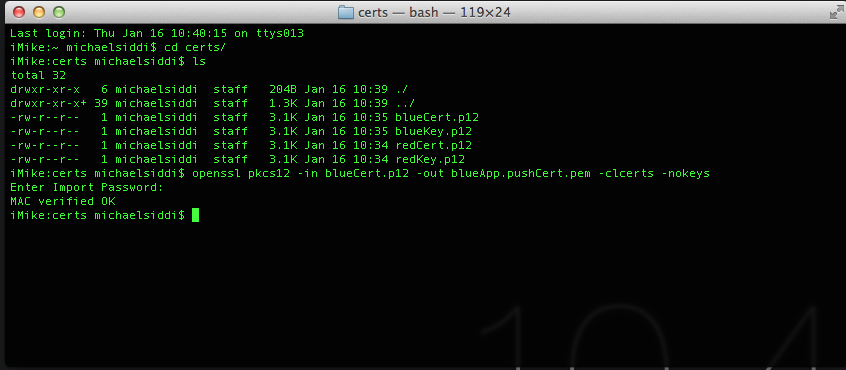 certs — bash — 119×24
Last login: Thu Jan 16 10:40:15 on ttys013
iMike:~ michaelsiddi$ cd certs/
iMike:certs michaelsiddi$ ls
total 32
drwxr-xr-x   6 michaelsiddi  staff   204B Jan 16 10:39 ./
drwxr-xr-x+ 39 michaelsiddi  staff   1.3K Jan 16 10:39 ../
-rw-r--r--   1 michaelsiddi  staff   3.1K Jan 16 10:35 blueCert.p12
-rw-r--r--   1 michaelsiddi  staff   3.1K Jan 16 10:35 blueKey.p12
-rw-r--r--   1 michaelsiddi  staff   3.1K Jan 16 10:34 redCert.p12
-rw-r--r--   1 michaelsiddi  staff   3.1K Jan 16 10:34 redKey.p12
iMike:certs michaelsiddi$ openssl pkcs12 -in blueCert.p12 -out blueApp.pushCert.pem -clcerts -nokeys
Enter Import Password:
MAC verified OK
iMike:certs michaelsiddi$